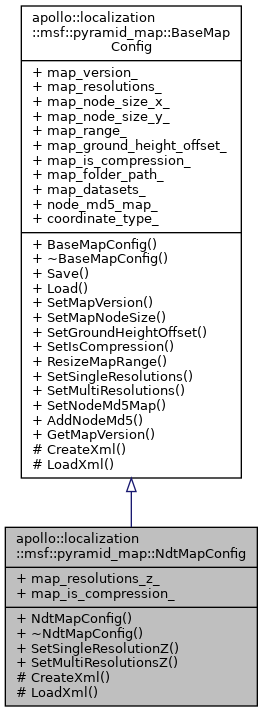 apollo::localization
::msf::pyramid_map::BaseMap
Config
+ map_version_
+ map_resolutions_
+ map_node_size_x_
+ map_node_size_y_
+ map_range_
+ map_ground_height_offset_
+ map_is_compression_
+ map_folder_path_
+ map_datasets_
+ node_md5_map_
+ coordinate_type_
+ BaseMapConfig()
+ ~BaseMapConfig()
+ Save()
+ Load()
+ SetMapVersion()
+ SetMapNodeSize()
+ SetGroundHeightOffset()
+ SetIsCompression()
+ ResizeMapRange()
+ SetSingleResolutions()
+ SetMultiResolutions()
+ SetNodeMd5Map()
+ AddNodeMd5()
+ GetMapVersion()
# CreateXml()
# LoadXml()
apollo::localization
::msf::pyramid_map::NdtMapConfig
+ map_resolutions_z_
+ map_is_compression_
+ NdtMapConfig()
+ ~NdtMapConfig()
+ SetSingleResolutionZ()
+ SetMultiResolutionsZ()
# CreateXml()
# LoadXml()